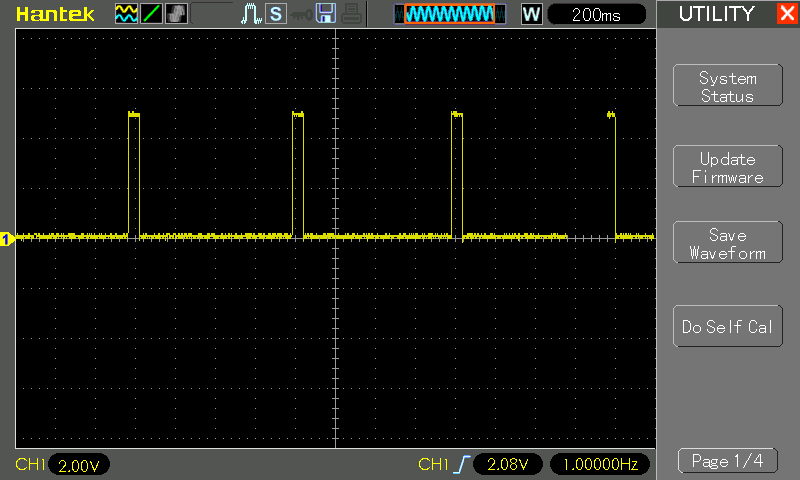 Hantek
S
W
200ms
UTILITY
System
Status
Update
Firmware
Save
Waveform
Do Self Cal
Page 1/4
1
CH1 2.00V
CH1 2.08V 1.00000Hz